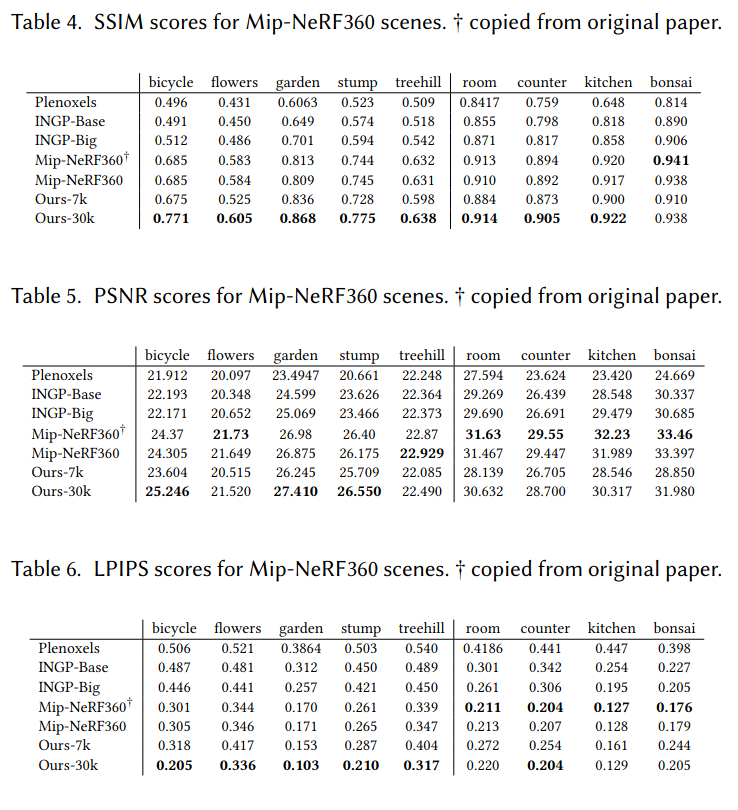 Table 4. SSIM scores for Mip-NeRF360 scenes. † copied from original paper.
bicycle flowers garden stump treehill room counter kitchen bonsai
Plenoxels 0.496 0.431 0.6063 0.523 0.509 0.8417 0.759 0.648 0.814
INGP-Base 0.491 0.450 0.649 0.574 0.518 0.855 0.798 0.818 0.890
INGP-Big 0.512 0.486 0.701 0.594 0.542 0.871 0.817 0.858 0.906
Mip-NeRF360† 0.685 0.583 0.813 0.744 0.632 0.913 0.894 0.920 0.941
Mip-NeRF360 0.685 0.584 0.809 0.745 0.631 0.910 0.892 0.917 0.938
Ours-7k 0.675 0.525 0.836 0.728 0.598 0.884 0.873 0.900 0.910
Ours-30k 0.771 0.605 0.868 0.775 0.638 0.914 0.905 0.922 0.938
Table 5. PSNR scores for Mip-NeRF360 scenes. † copied from original paper.
bicycle flowers garden stump treehill room counter kitchen bonsai
Plenoxels 21.912 20.097 23.4947 20.661 22.248 27.594 23.624 23.420 24.669
INGP-Base 22.193 20.348 24.599 23.626 22.364 29.269 26.439 28.548 30.337
INGP-Big 22.171 20.652 25.069 23.466 22.373 29.690 26.691 29.479 30.685
Mip-NeRF360† 24.37 21.73 26.98 26.40 22.87 31.63 29.55 32.23 33.46
Mip-NeRF360 24.305 21.649 26.875 26.175 22.929 31.467 29.447 31.989 33.397
Ours-7k 23.604 20.515 26.245 25.709 22.085 28.139 26.705 28.546 28.850
Ours-30k 25.246 21.520 27.410 26.550 22.490 30.632 28.700 30.317 31.980
Table 6. LPIPS scores for Mip-NeRF360 scenes. † copied from original paper.
bicycle flowers garden stump treehill room counter kitchen bonsai
Plenoxels 0.506 0.521 0.3864 0.503 0.540 0.4186 0.441 0.447 0.398
INGP-Base 0.487 0.481 0.312 0.450 0.489 0.301 0.342 0.254 0.227
INGP-Big 0.446 0.441 0.257 0.421 0.450 0.261 0.306 0.195 0.205
Mip-NeRF360† 0.301 0.344 0.170 0.261 0.339 0.211 0.204 0.127 0.176
Mip-NeRF360 0.305 0.346 0.171 0.265 0.347 0.213 0.207 0.128 0.179
Ours-7k 0.318 0.417 0.153 0.287 0.404 0.272 0.254 0.161 0.244
Ours-30k 0.205 0.336 0.103 0.210 0.317 0.220 0.204 0.129 0.205